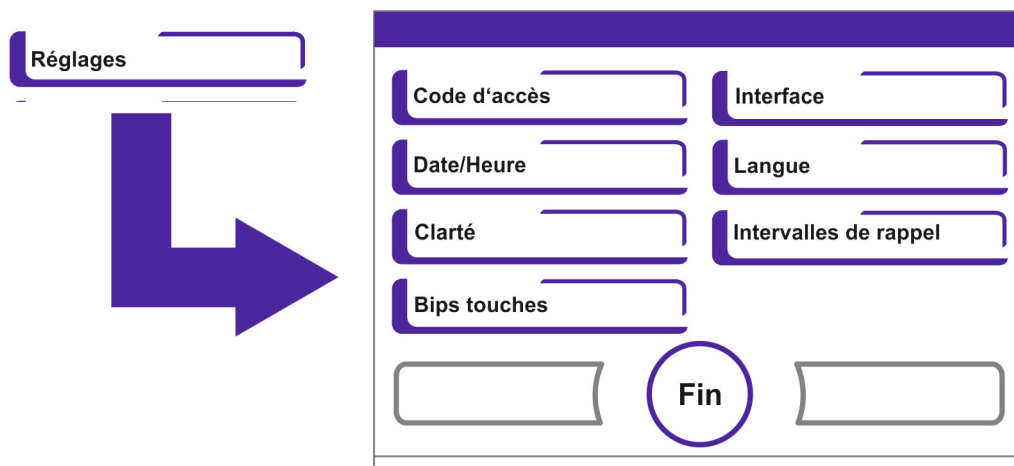 Réglages
Code d‘accès
Interface
Date/Heure
Langue
Clarté
Intervalles de rappel
Bips touches
Fin